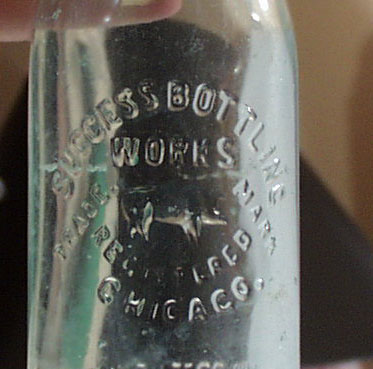 SUCCESS BOTTLING
WORKS
TRADE MARK
REGISTERED
CHICAGO.